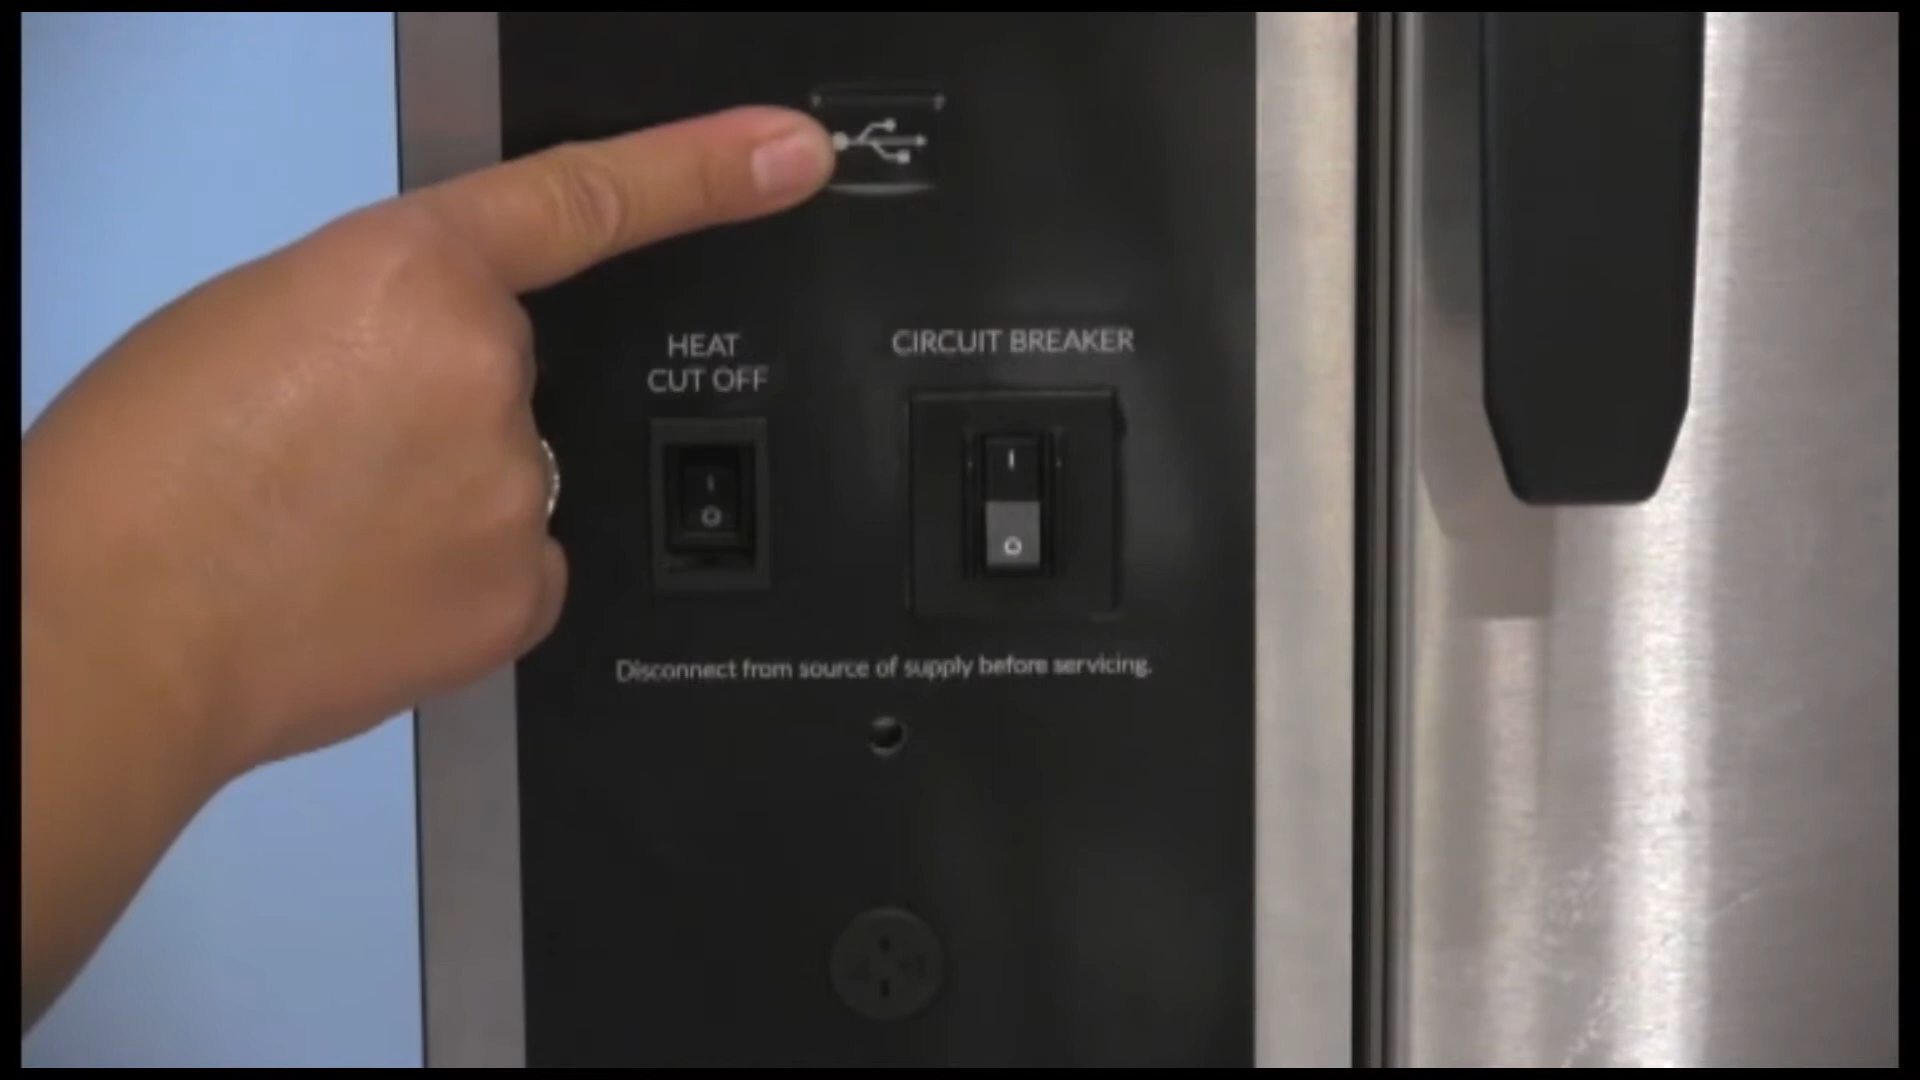 HEAT
CUT OFF
CIRCUIT BREAKER
I
O
I
O
Disconnect from source of supply before servicing.